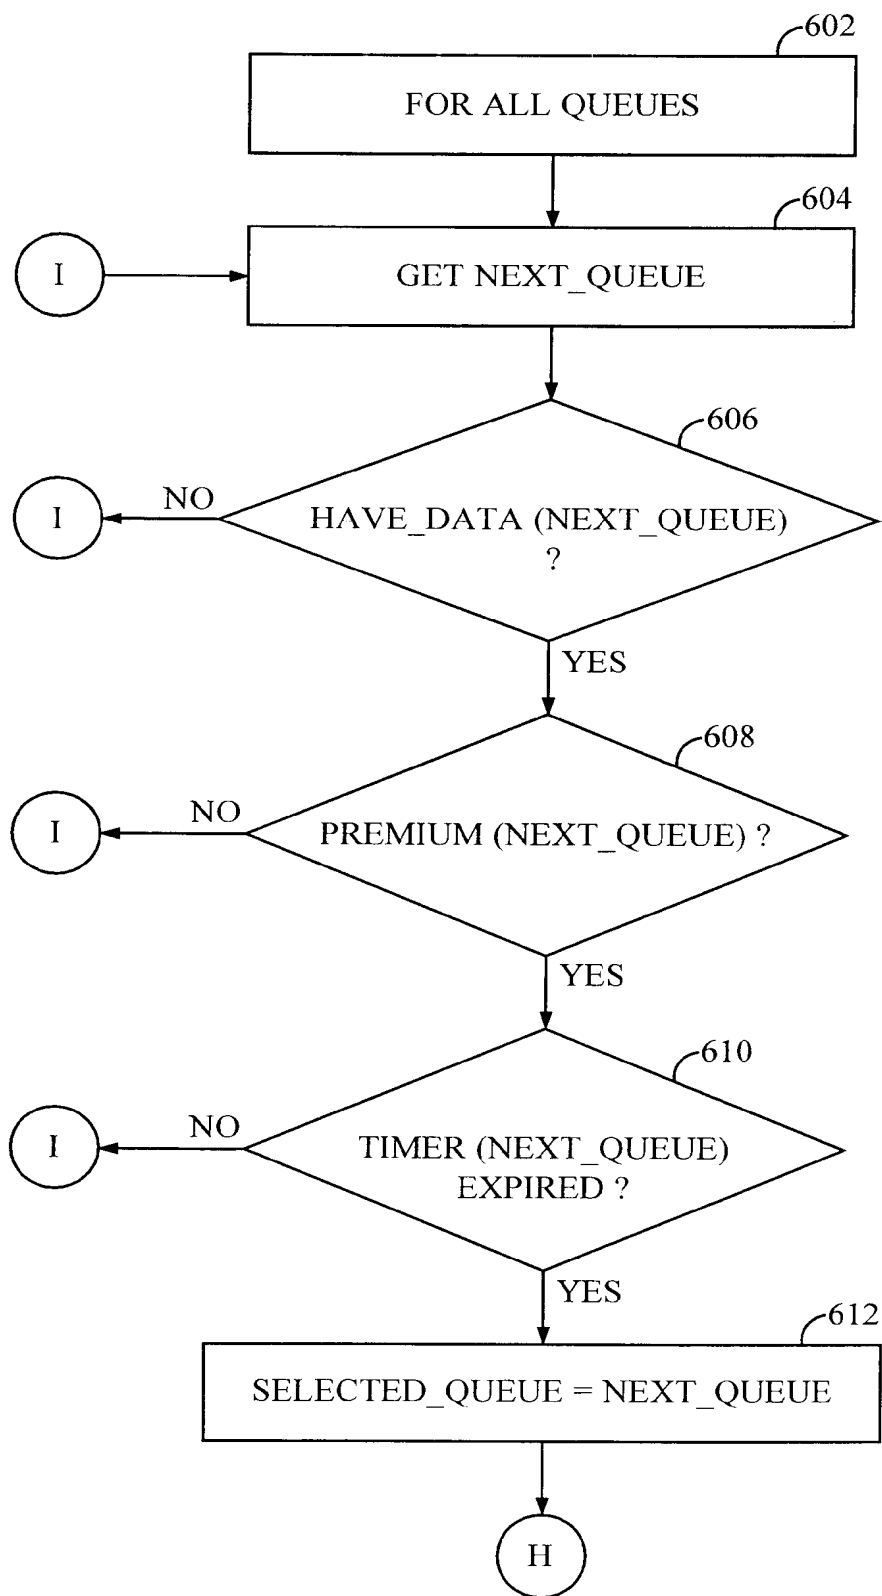 602
FOR ALL QUEUES
604
I
GET NEXT_QUEUE
606
I
NO
HAVE_DATA (NEXT_QUEUE)
?
YES
608
I
NO
PREMIUM (NEXT_QUEUE) ?
YES
610
I
NO
TIMER (NEXT_QUEUE)
EXPIRED ?
YES
612
SELECTED_QUEUE = NEXT_QUEUE
H